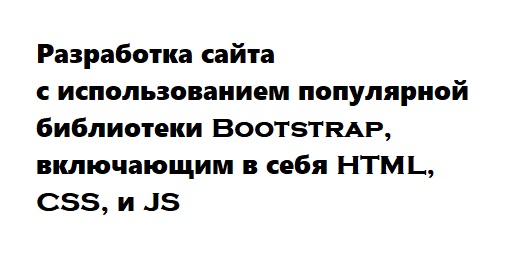 Разработка сайта
с использованием популярной
библиотеки Bootstrap,
включающим в себя HTML,
CSS, и JS